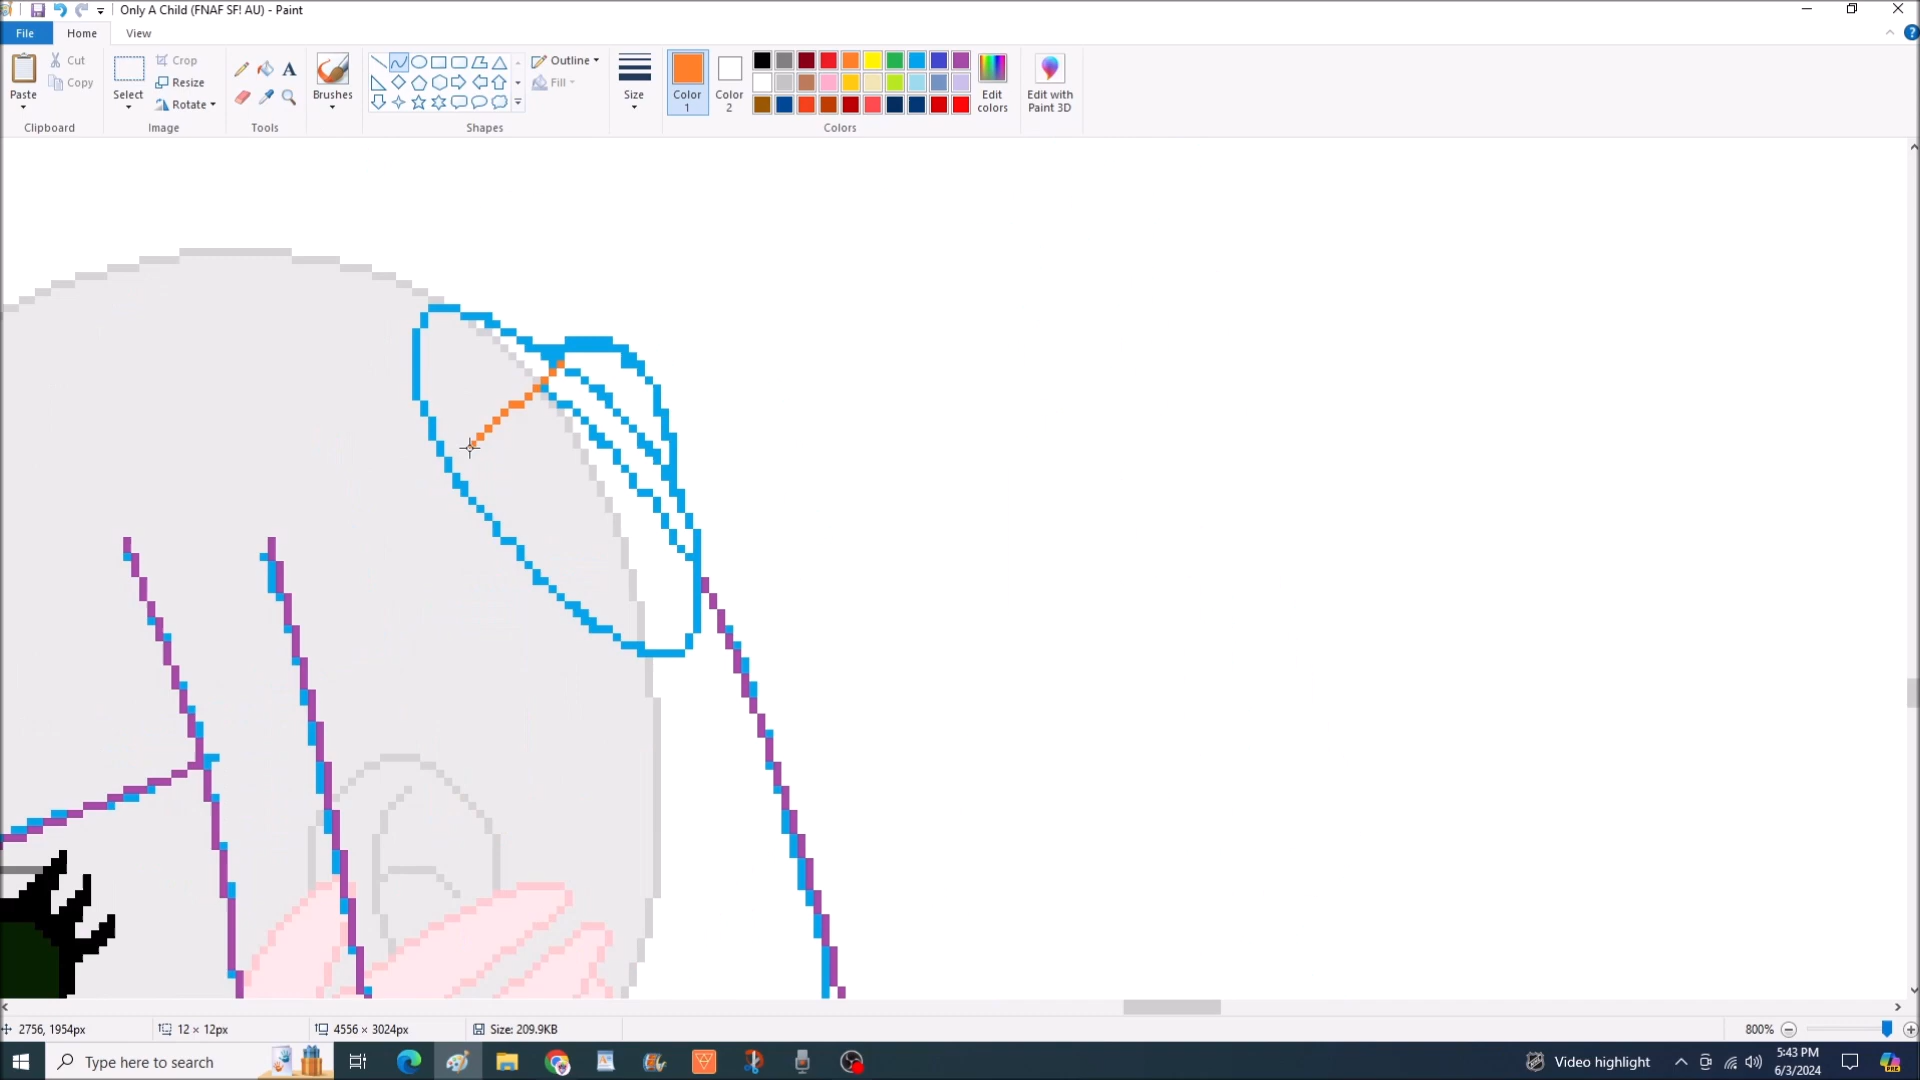 Only A Child (FNAF SF! AU) - Paint
File
Home
View
Paste
Cut
Copy
Clipboard
Select
Crop
Resize
Rotate
Image
A
Tools
Brushes
Shapes
Outline
Fill
Size
Color
1
Color
2
Edit
colors
Edit with
Paint 3D
Colors
2756, 1954px
12 × 12px
4556 × 3024px
Size: 209.9KB
800%
Type here to search
Video highlight
5:43 PM
6/3/2024